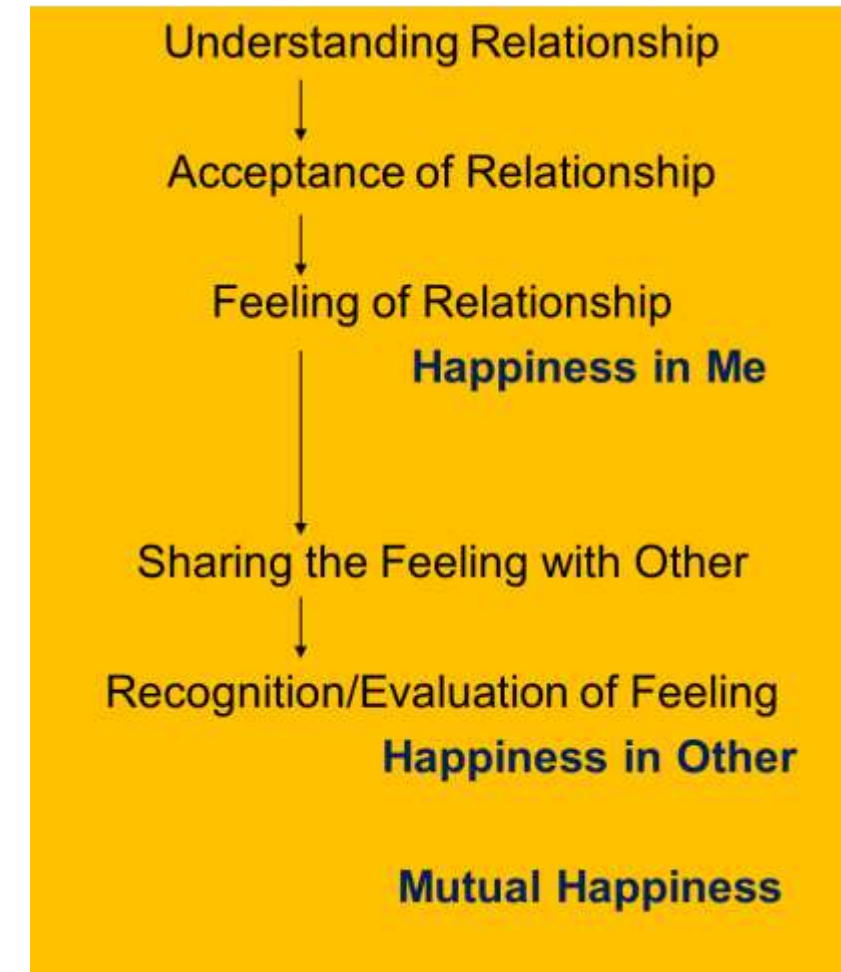 Understanding Relationship
Acceptance of Relationship
Feeling of Relationship
Happiness in Me
Sharing the Feeling with Other
Recognition/Evaluation of Feeling
Happiness in Other
Mutual Happiness